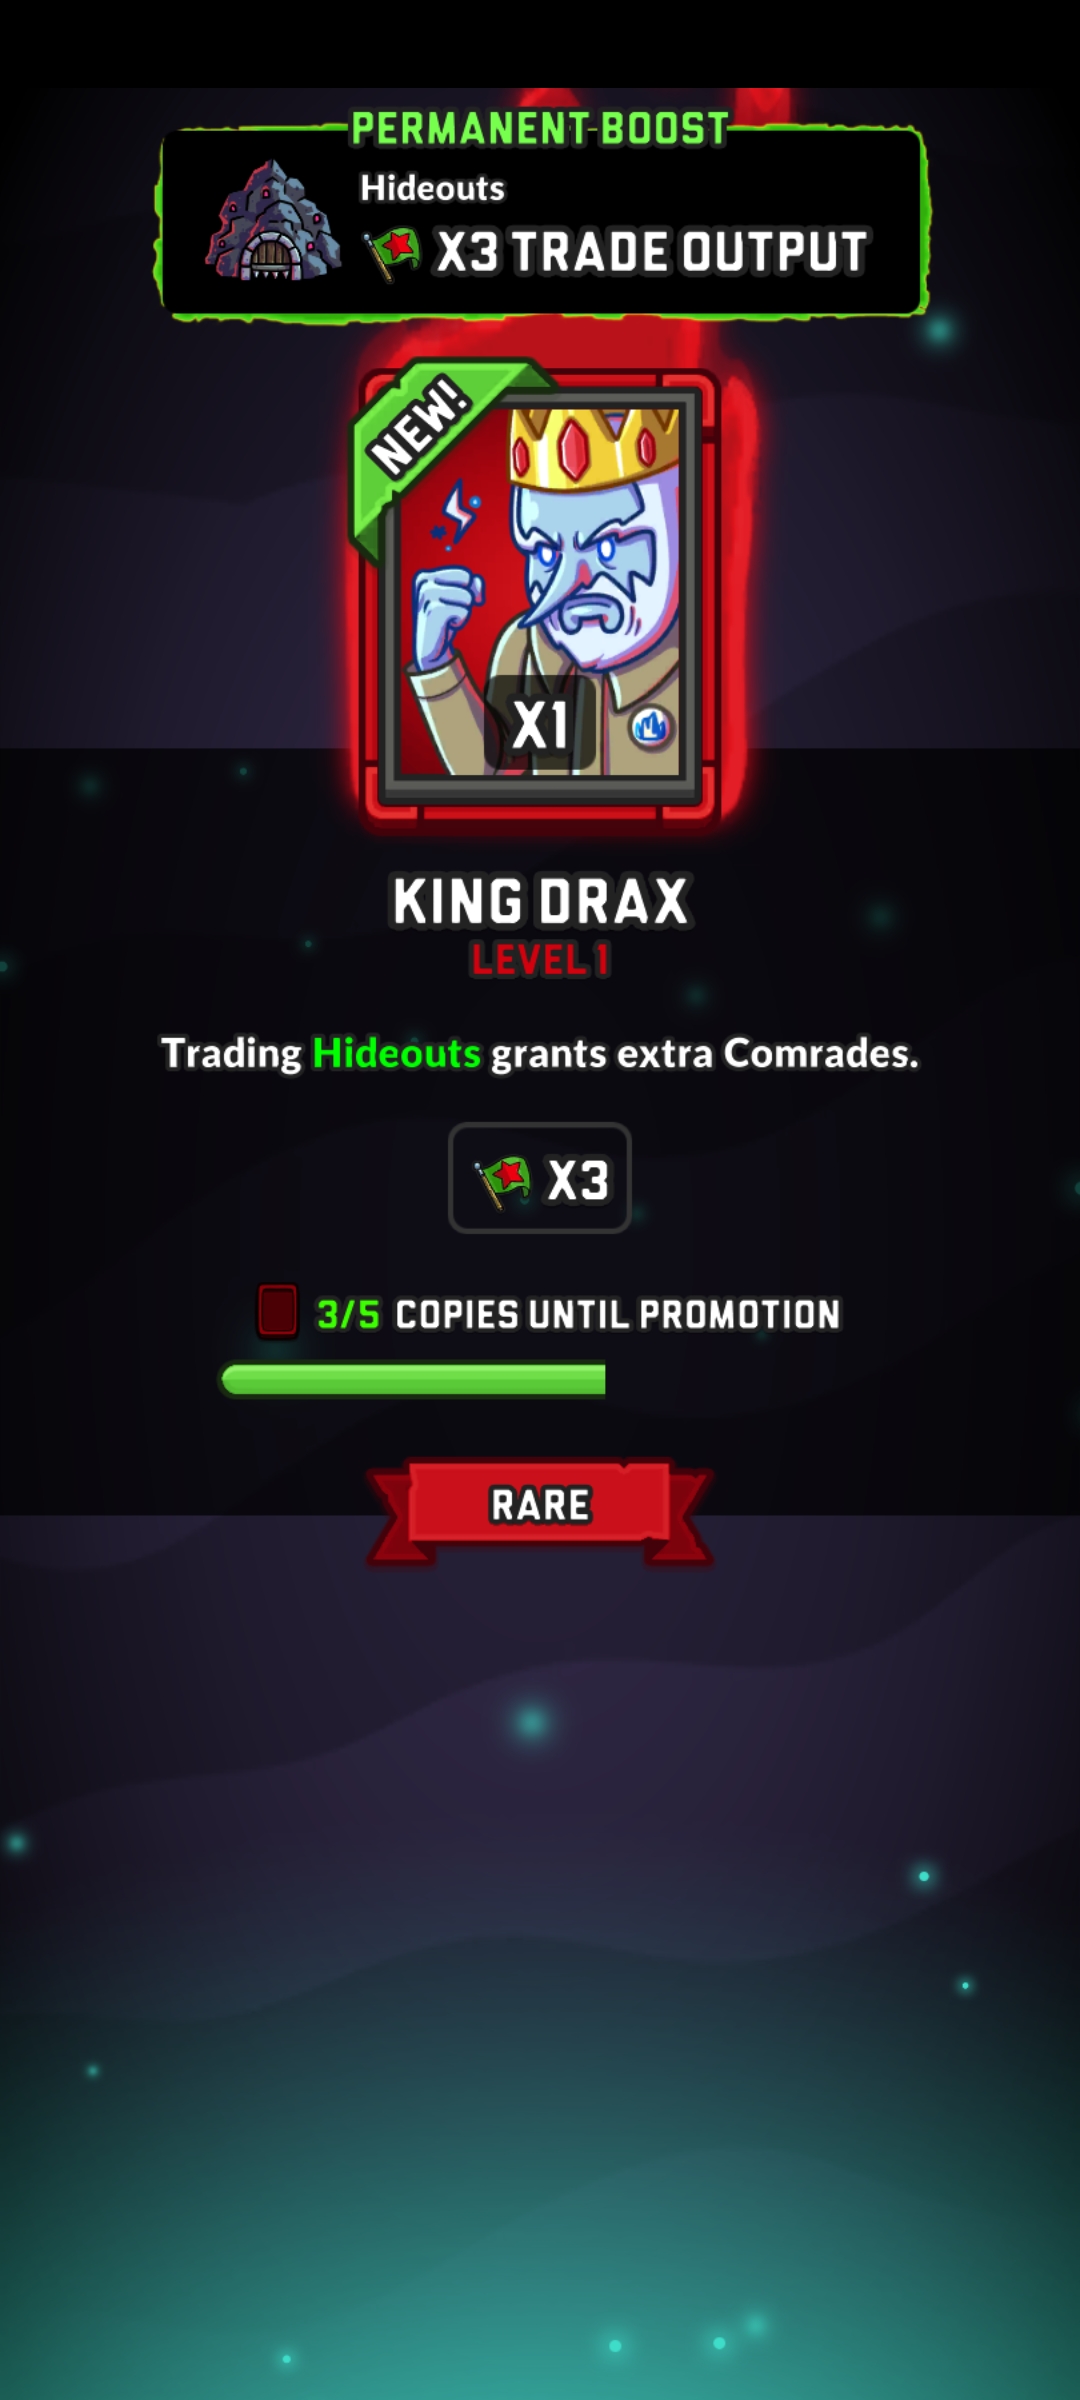 PERMANENT BOOST
Hideouts
X3 TRADE OUTPUT
NEW!
X1
KING DRAX
LEVEL 1
Trading Hideouts grants extra Comrades.
X3
3/5 COPIES UNTIL PROMOTION
RARE